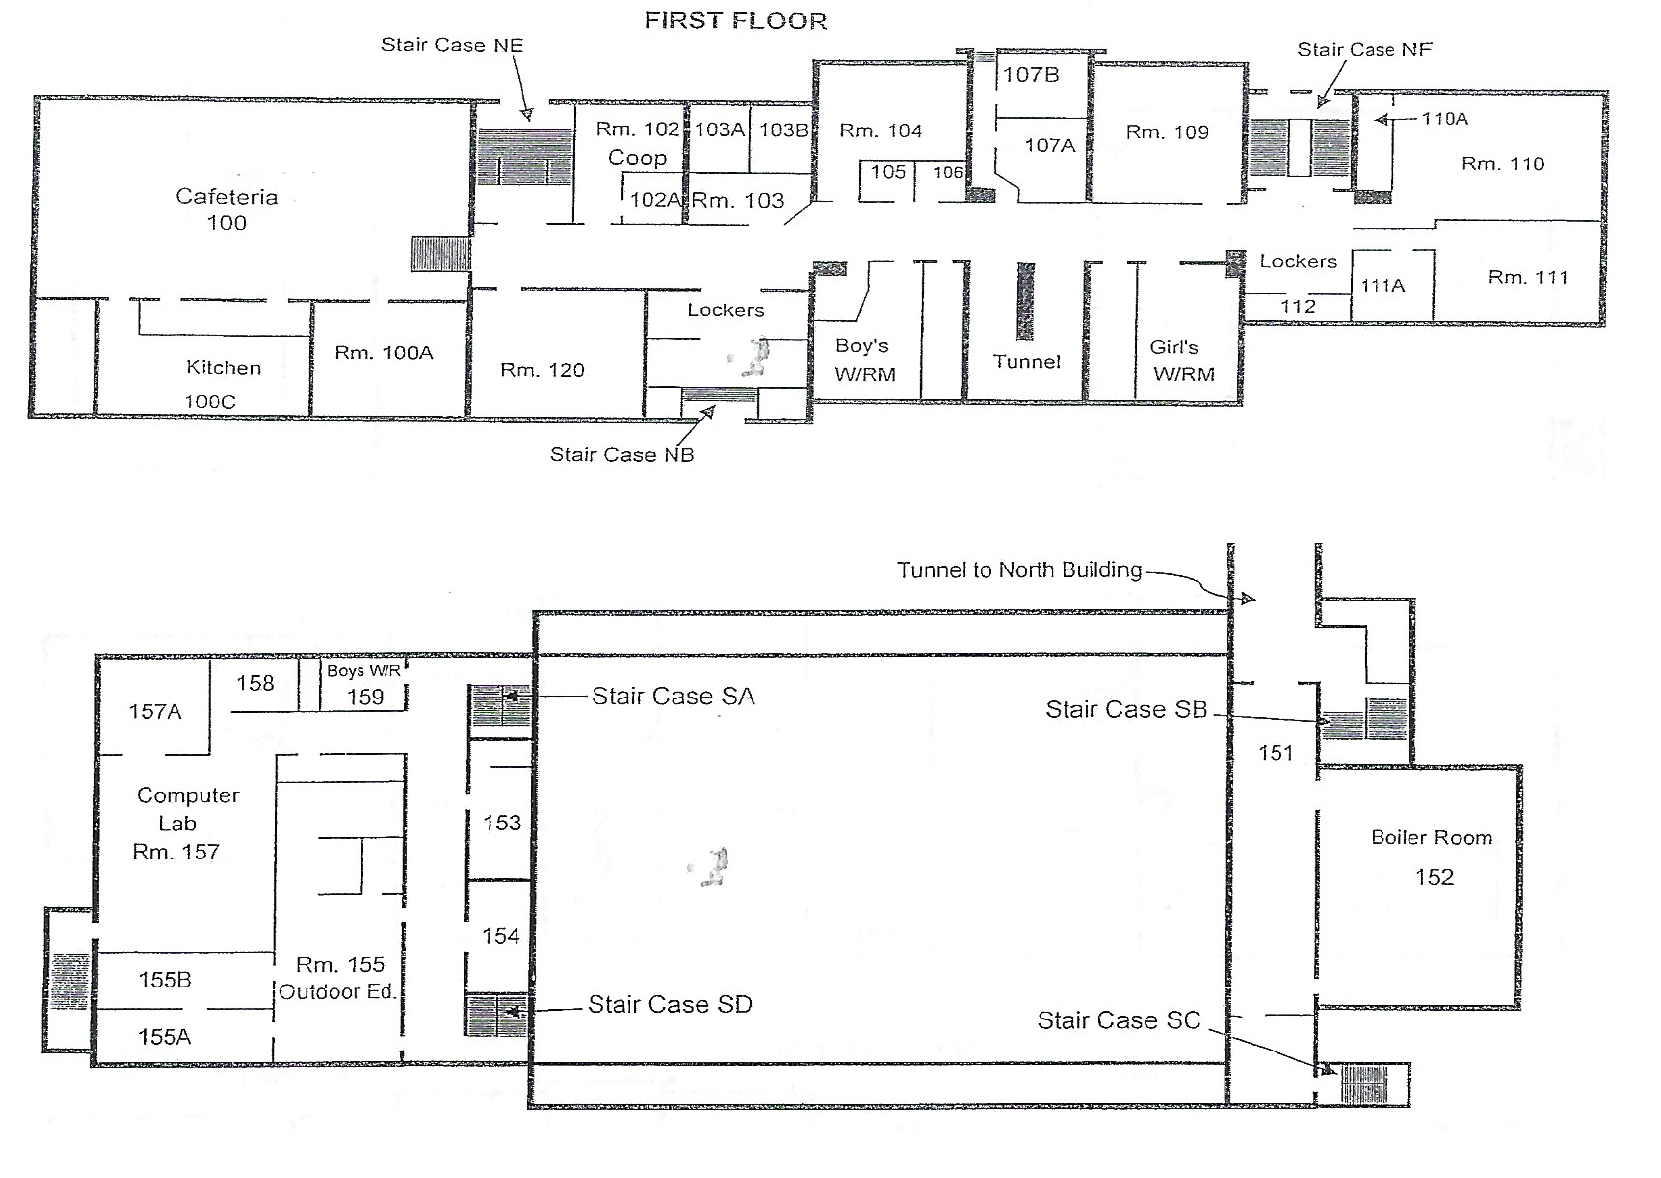 FIRST FLOOR
Stair Case NE
Stair Case NF
107B
Rm. 102
103A
103B
Rm. 104
Rm. 109
110A
Coop
107A
Rm. 110
105
106
Cafeteria
100
102A
Rm. 103
Lockers
Rm. 111
111A
112
Lockers
Rm. 100A
Boy's
W/RM
Tunnel
Girl's
W/RM
Kitchen
Rm. 120
100C
Stair Case NB
Tunnel to North Building
Boys W/R
159
158
157A
Stair Case SA
Stair Case SB
151
Computer
Lab
Rm. 157
153
Boiler Room
152
154
Rm. 155
Outdoor Ed.
155B
Stair Case SD
Stair Case SC
155A